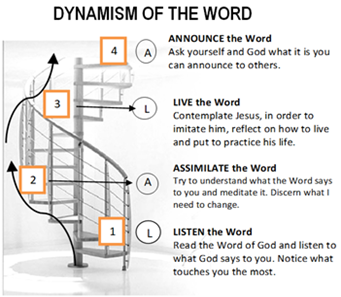 DYNAMISM OF THE WORD
4
A
ANNOUNCE the Word
Ask yourself and God what it is you
can announce to others.
3
L
LIVE the Word
Contemplate Jesus, in order to
imitate him, reflect on how to live
and put to practice his life.
2
A
ASSIMILATE the Word
Try to understand what the Word says
to you and meditate it. Discern what I
need to change.
1
L
LISTEN the Word
Read the Word of God and listen to
what God says to you. Notice what
touches you the most.